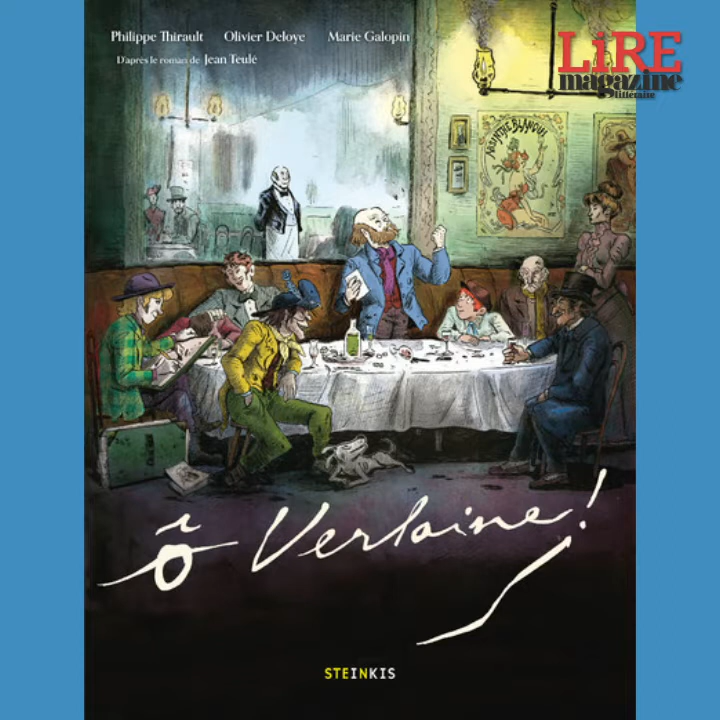 Philippe Thirault Olivier Deloye Marie Galopin
D'après le roman de Jean Teulé
LiRE
magazine
littéraire
ABSINTHE BLANQUI
ô Verlaine!
STEINKIS